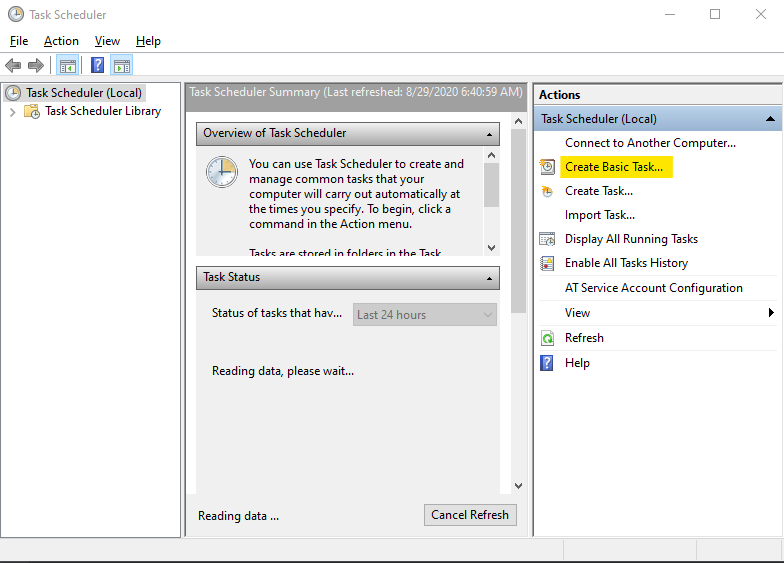 Task Scheduler
File Action View Help
Task Scheduler (Local)
Task Scheduler Library
Task Scheduler Summary (Last refreshed: 8/29/2020 6:40:59 AM)
Overview of Task Scheduler
You can use Task Scheduler to create and
manage common tasks that your
computer will carry out automatically at
the times you specify. To begin, click a
command in the Action menu.
Tasks are stored in folders in the Task
Task Status
Status of tasks that hav... Last 24 hours
Reading data, please wait...
Reading data ... Cancel Refresh
Actions
Task Scheduler (Local)
Connect to Another Computer...
Create Basic Task...
Create Task...
Import Task...
Display All Running Tasks
Enable All Tasks History
AT Service Account Configuration
View
Refresh
Help